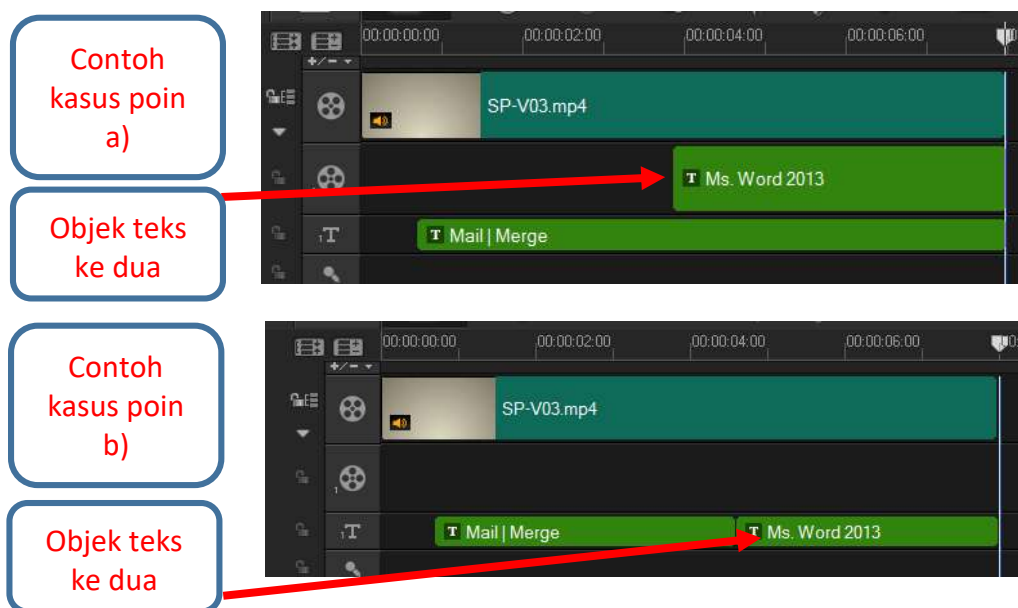 Contoh
kasus poin
a)
Objek teks
ke dua
00:00:00:00 00:00:02:00 00:00:04:00 00:00:06:00
SP-V03.mp4
T Ms. Word 2013
1T T Mail | Merge
Contoh
kasus poin
b)
Objek teks
ke dua
00:00:00:00 00:00:02:00 00:00:04:00 00:00:06:00
SP-V03.mp4
1
1T T Mail | Merge T Ms. Word 2013